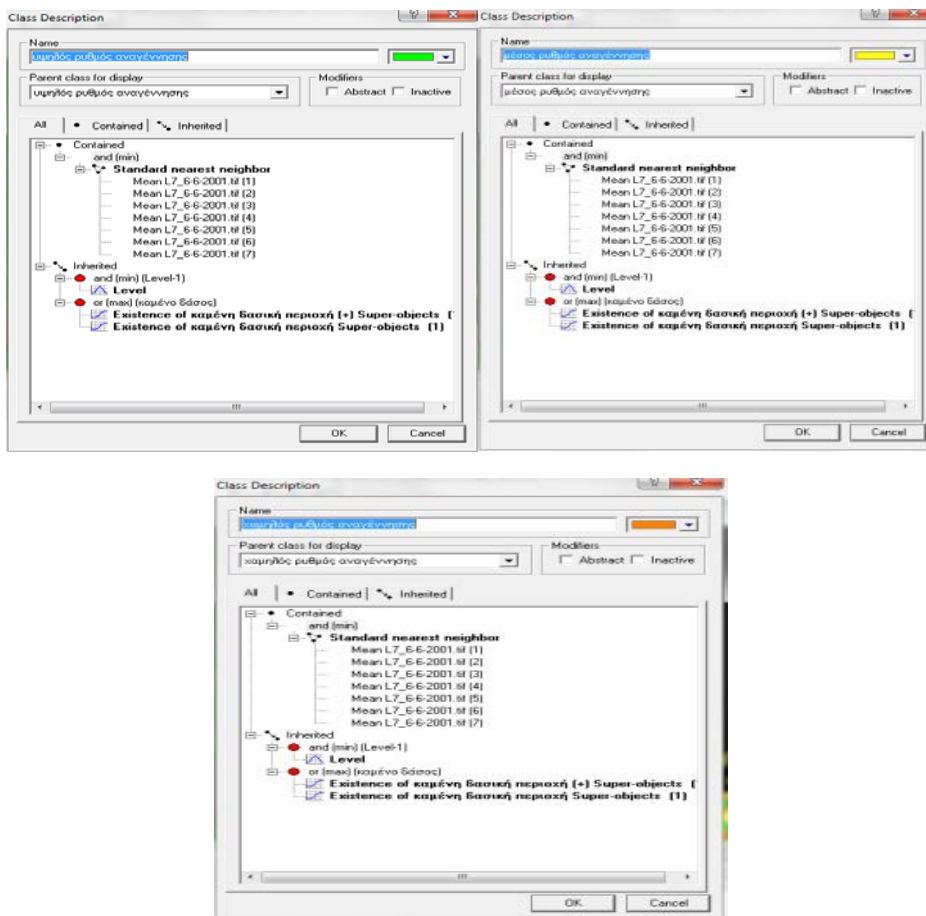 Class Description
Name
υψηλός ρυθμός αναγέννησης
Parent class for display
υψηλός ρυθμός αναγέννησης
Modifiers
Abstract
Inactive
All
Contained
Inherited
Contained
and (min)
Standard nearest neighbor
Mean L7_6-6-2001.tif (1)
Mean L7_6-6-2001.tif (2)
Mean L7_6-6-2001.tif (3)
Mean L7_6-6-2001.tif (4)
Mean L7_6-6-2001.tif (5)
Mean L7_6-6-2001.tif (6)
Mean L7_6-6-2001.tif (7)
Inherited
and (min) (Level-1)
Level
or (max) (καμένο δάσος)
Existence of καμένη δασική περιοχή (+) Super-objects (
Existence of καμένη δασική περιοχή Super-objects (1)
OK
Cancel
Class Description
Name
μέσος ρυθμός αναγέννησης
Parent class for display
μέσος ρυθμός αναγέννησης
Modifiers
Abstract
Inactive
All
Contained
Inherited
Contained
and (min)
Standard nearest neighbor
Mean L7_6-6-2001.tif (1)
Mean L7_6-6-2001.tif (2)
Mean L7_6-6-2001.tif (3)
Mean L7_6-6-2001.tif (4)
Mean L7_6-6-2001.tif (5)
Mean L7_6-6-2001.tif (6)
Mean L7_6-6-2001.tif (7)
Inherited
and (min) (Level-1)
Level
or (max) (καμένο δάσος)
Existence of καμένη δασική περιοχή (+) Super-objects (
Existence of καμένη δασική περιοχή Super-objects (1)
OK
Cancel
Class Description
Name
χαμηλός ρυθμός αναγέννησης
Parent class for display
χαμηλός ρυθμός αναγέννησης
Modifiers
Abstract
Inactive
All
Contained
Inherited
Contained
and (min)
Standard nearest neighbor
Mean L7_6-6-2001.tif (1)
Mean L7_6-6-2001.tif (2)
Mean L7_6-6-2001.tif (3)
Mean L7_6-6-2001.tif (4)
Mean L7_6-6-2001.tif (5)
Mean L7_6-6-2001.tif (6)
Mean L7_6-6-2001.tif (7)
Inherited
and (min) (Level-1)
Level
or (max) (καμένο δάσος)
Existence of καμένη δασική περιοχή (+) Super-objects (
Existence of καμένη δασική περιοχή Super-objects (1)
OK
Cancel